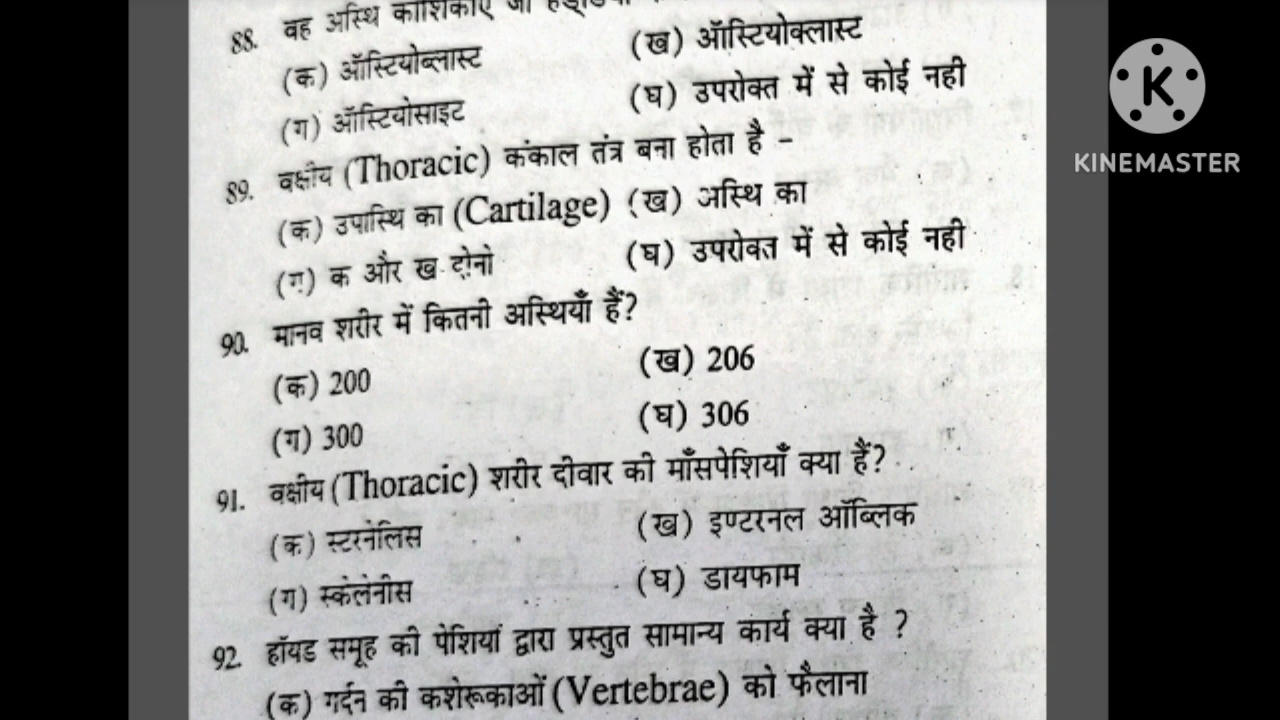 88. वह अस्थि कोशिकाएँ जो
(क) ऑस्टियोब्लास्ट (ख) ऑस्टियोक्लास्ट
(ग) ऑस्टियोसाइट (घ) उपरोक्त में से कोई नही
89. वक्षीय (Thoracic) कंकाल तंत्र बना होता है -
(क) उपास्थि का (Cartilage) (ख) अस्थि का
(ग) क और ख दोनो (घ) उपरोक्त में से कोई नही
90. मानव शरीर में कितनी अस्थियाँ हैं?
(क) 200 (ख) 206
(ग) 300 (घ) 306
91. वक्षीय (Thoracic) शरीर दीवार की माँसपेशियाँ क्या हैं?
(क) स्टरनेलिस (ख) इण्टरनल ऑब्लिक
(ग) स्केलेनीस (घ) डायफाम
92. हॉयड समूह की पेशियां द्वारा प्रस्तुत सामान्य कार्य क्या है ?
(क) गर्दन की कशेरूकाओं (Vertebrae) को फैलाना
K
KINEMASTER